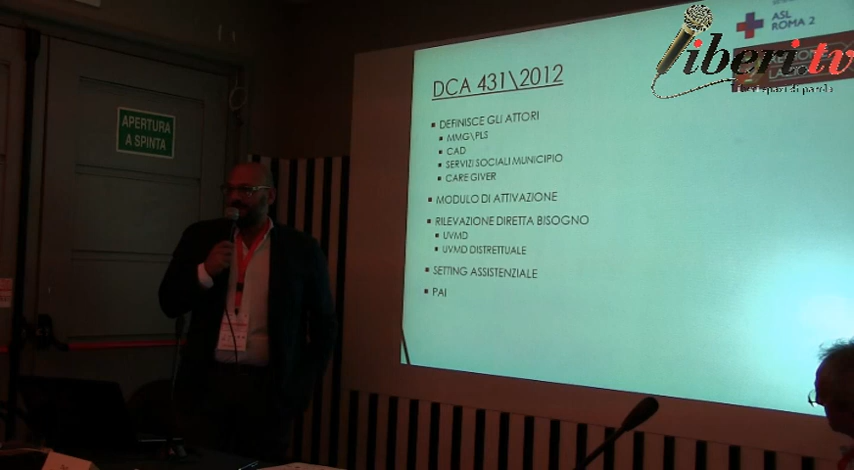 ASL
ROMA 2
liberi.tv
DCA 431\2012
APERTURA
A SPINTA
▪ DEFINISCE GLI ATTORI
▪ MMG\PLS
▪ CAD
▪ SERVIZI SOCIALI MUNICIPIO
▪ CARE GIVER
▪ MODULO DI ATTIVAZIONE
▪ RILEVAZIONE DIRETTA BISOGNO
▪ UVMD
▪ UVMD DISTRETTUALE
▪ SETTING ASSISTENZIALE
▪ PAI